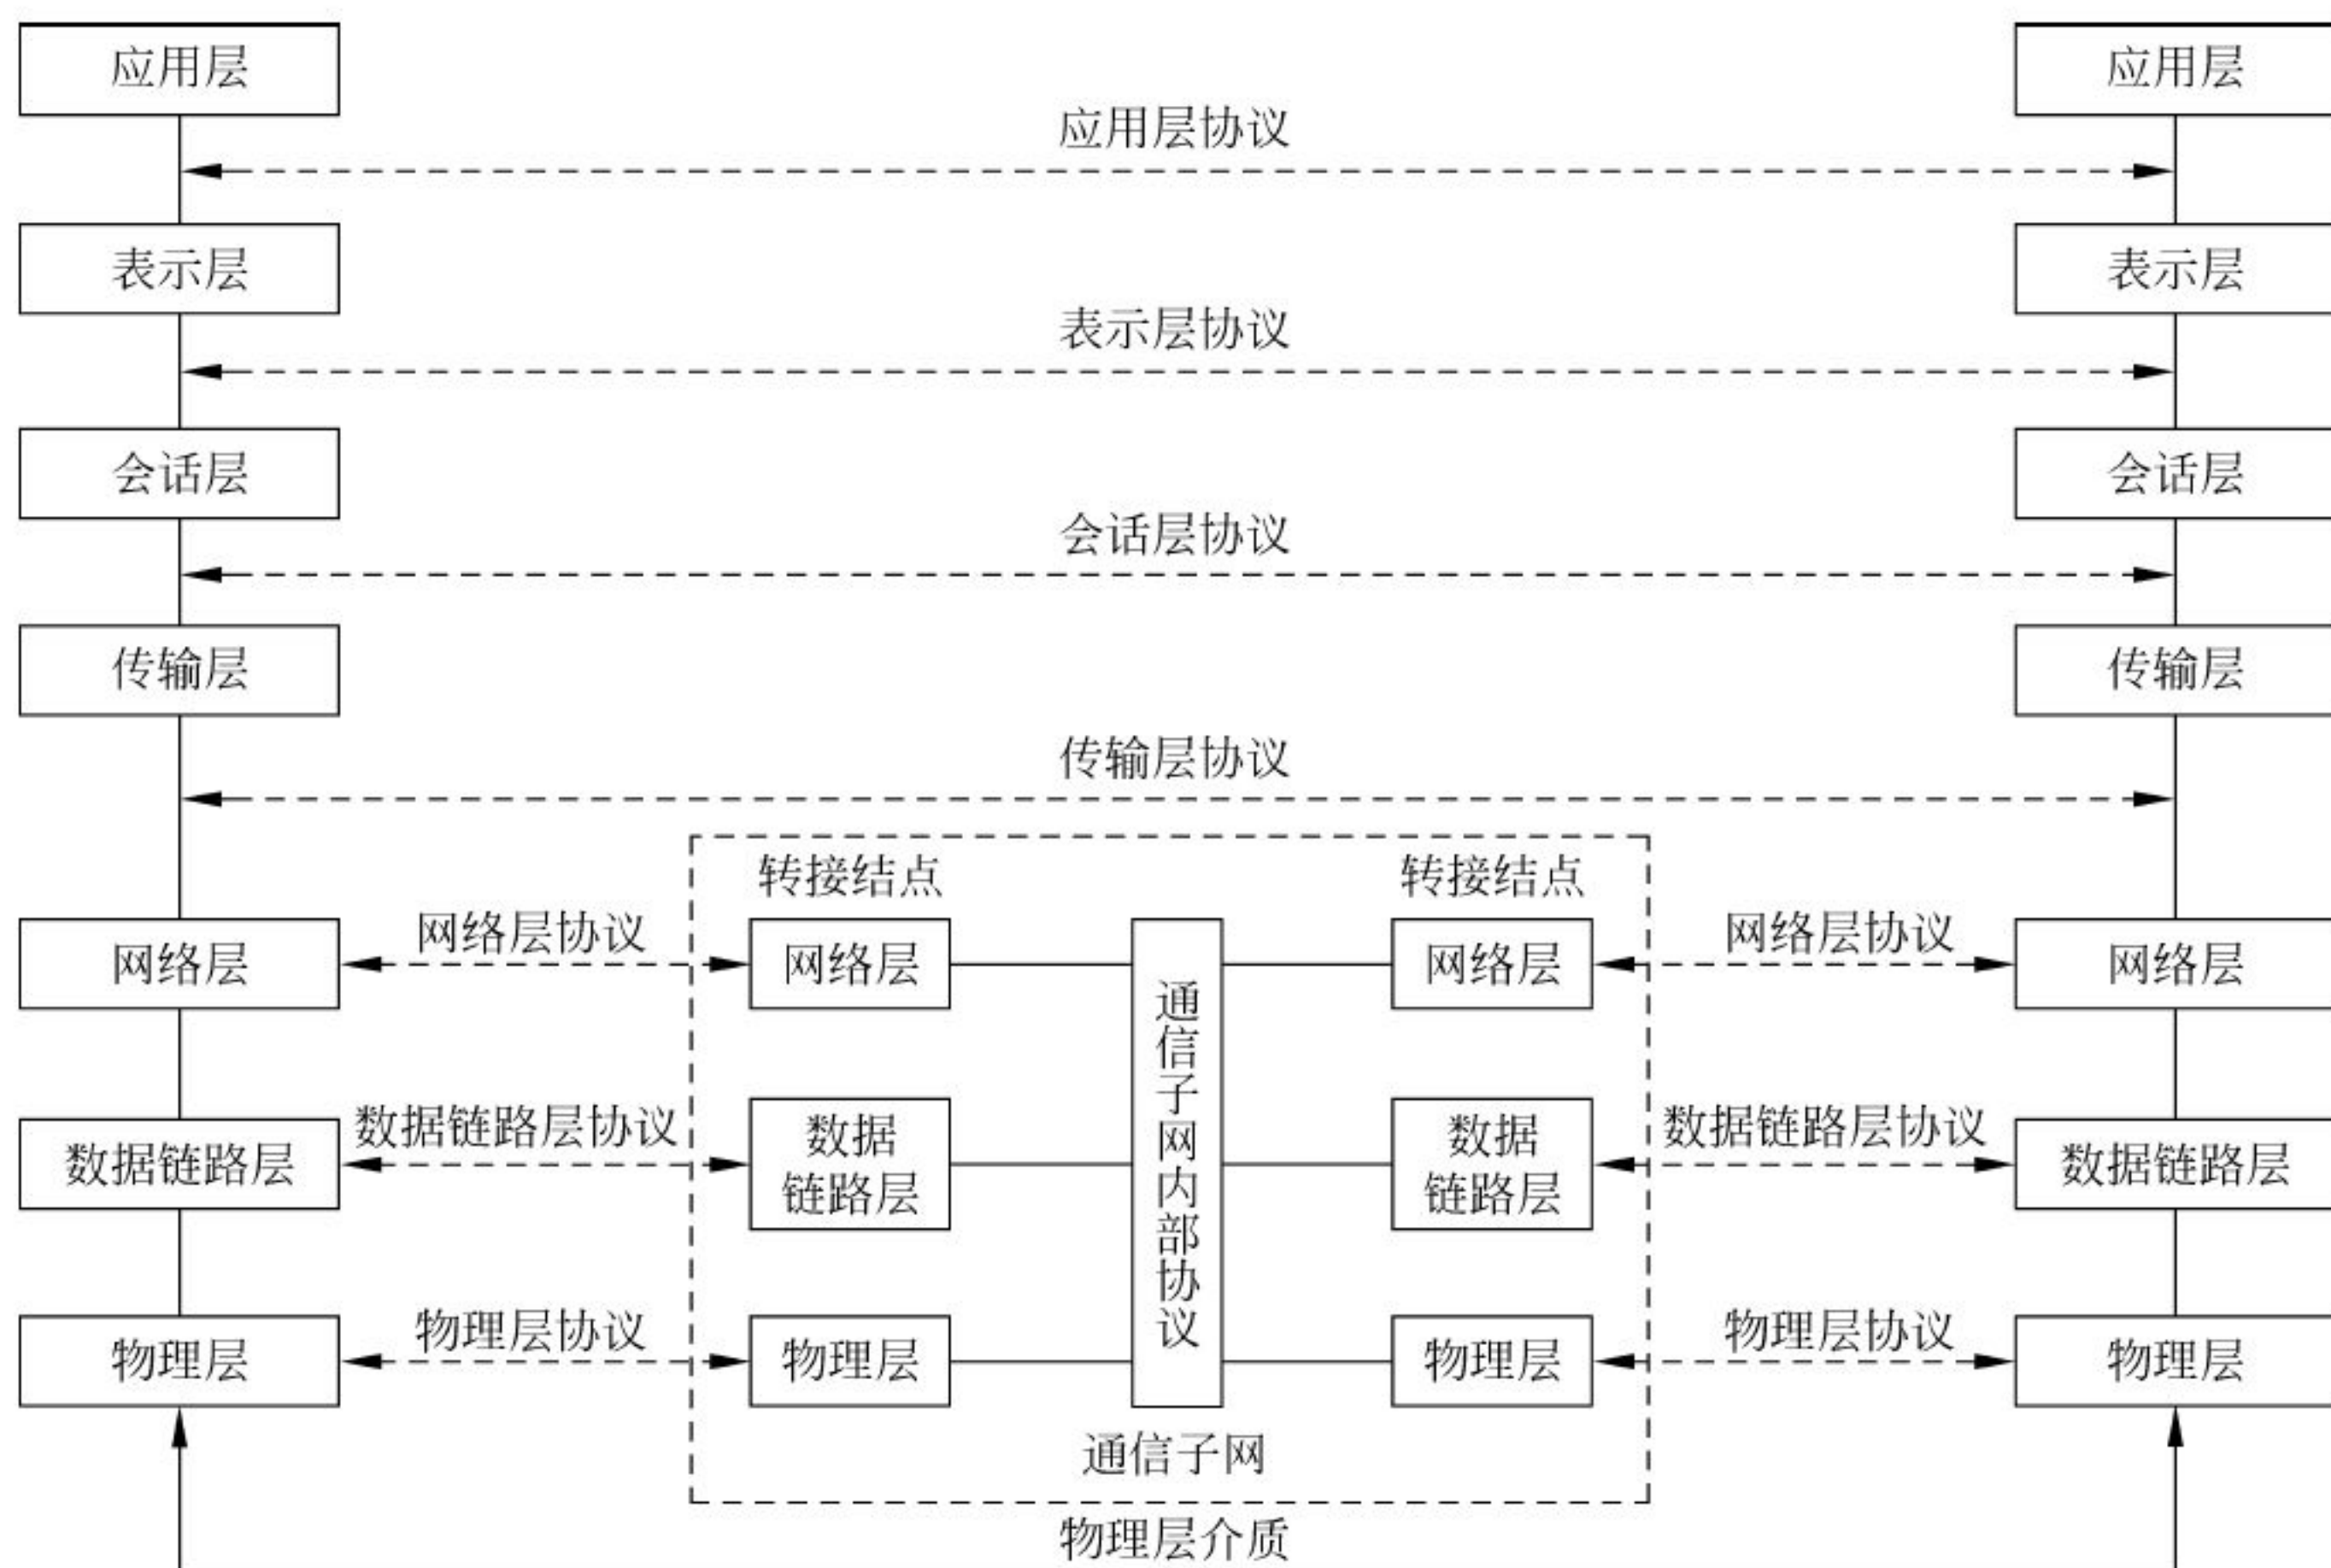 应用层
应用层
应用层协议
表示层
表示层
表示层协议
会话层
会话层
会话层协议
传输层
传输层
传输层协议
转接结点
转接结点
网络层
网络层协议
网络层
网络层
网络层协议
网络层
通信子网内部协议
数据链路层
数据链路层协议
数据
链路层
数据
链路层
数据链路层协议
数据链路层
物理层
物理层协议
物理层
物理层
物理层协议
物理层
通信子网
物理层介质